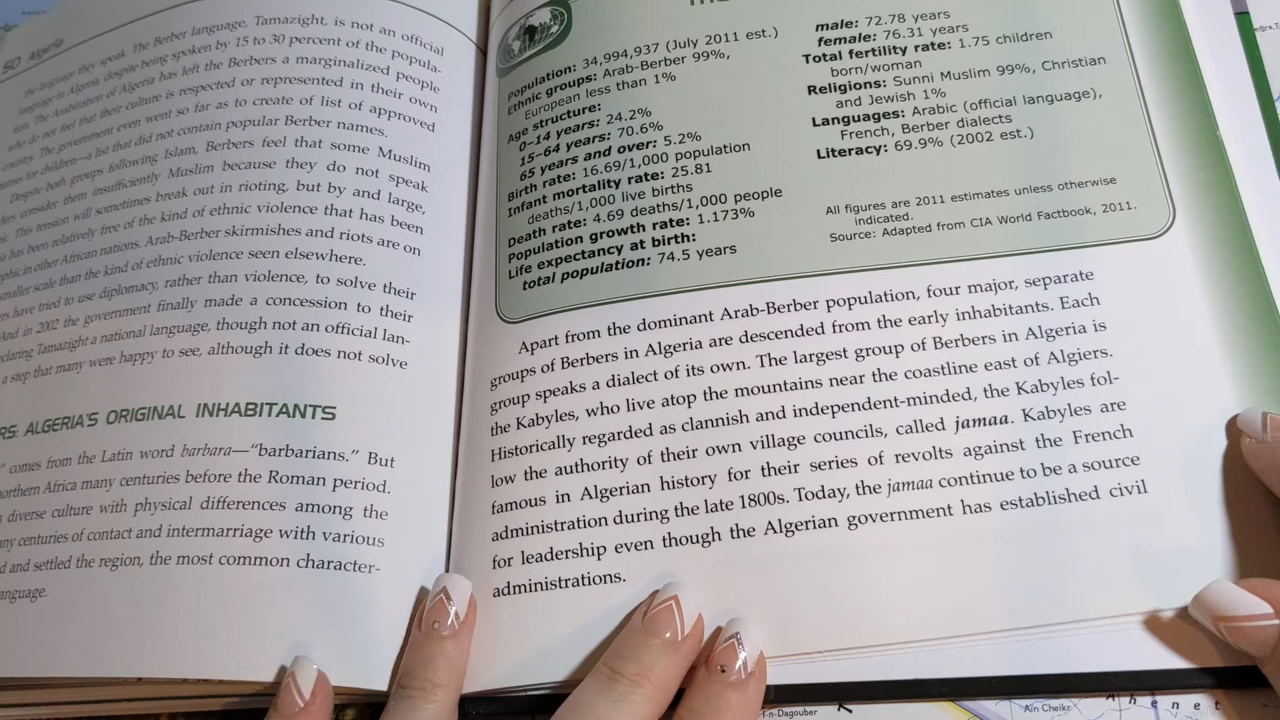 50 Algeria
the language they speak. The Berber language, Tamazight, is not an official
language in Algeria, despite being spoken by 15 to 30 percent of the popula-
tion. The Arabization of Algeria has left the Berbers a marginalized people
who do not feel that their culture is respected or represented in their own
country. The government even went so far as to create of list of approved
names for children—a list that did not contain popular Berber names.
Despite both groups following Islam, Berbers feel that some Muslim
consider them insufficiently Muslim because they do not speak
This tension will sometimes break out in rioting, but by and large,
has been relatively free of the kind of ethnic violence that has been
in other African nations. Arab-Berber skirmishes and riots are on
smaller scale than the kind of ethnic violence seen elsewhere.
have tried to use diplomacy, rather than violence, to solve their
And in 2002 the government finally made a concession to their
declaring Tamazight a national language, though not an official lan-
a step that many were happy to see, although it does not solve
ALGERIA'S ORIGINAL INHABITANTS
comes from the Latin word barbara—"barbarians." But
northern Africa many centuries before the Roman period.
diverse culture with physical differences among the
many centuries of contact and intermarriage with various
and settled the region, the most common character-
language.
Population: 34,994,937 (July 2011 est.)
Ethnic groups: Arab-Berber 99%,
European less than 1%
Age structure:
0–14 years: 24.2%
15–64 years: 70.6%
65 years and over: 5.2%
Birth rate: 16.69/1,000 population
Infant mortality rate: 25.81
deaths/1,000 live births
Death rate: 4.69 deaths/1,000 people
Population growth rate: 1.173%
Life expectancy at birth:
total population: 74.5 years
male: 72.78 years
female: 76.31 years
Total fertility rate: 1.75 children
born/woman
Religions: Sunni Muslim 99%, Christian
and Jewish 1%
Languages: Arabic (official language),
French, Berber dialects
Literacy: 69.9% (2002 est.)
All figures are 2011 estimates unless otherwise
indicated.
Source: Adapted from CIA World Factbook, 2011.
Apart from the dominant Arab-Berber population, four major, separate
groups of Berbers in Algeria are descended from the early inhabitants. Each
group speaks a dialect of its own. The largest group of Berbers in Algeria is
the Kabyles, who live atop the mountains near the coastline east of Algiers.
Historically regarded as clannish and independent-minded, the Kabyles fol-
low the authority of their own village councils, called jamaa. Kabyles are
famous in Algerian history for their series of revolts against the French
administration during the late 1800s. Today, the jamaa continue to be a source
for leadership even though the Algerian government has established civil
administrations.
Aïn Cheikr
A h e n e t